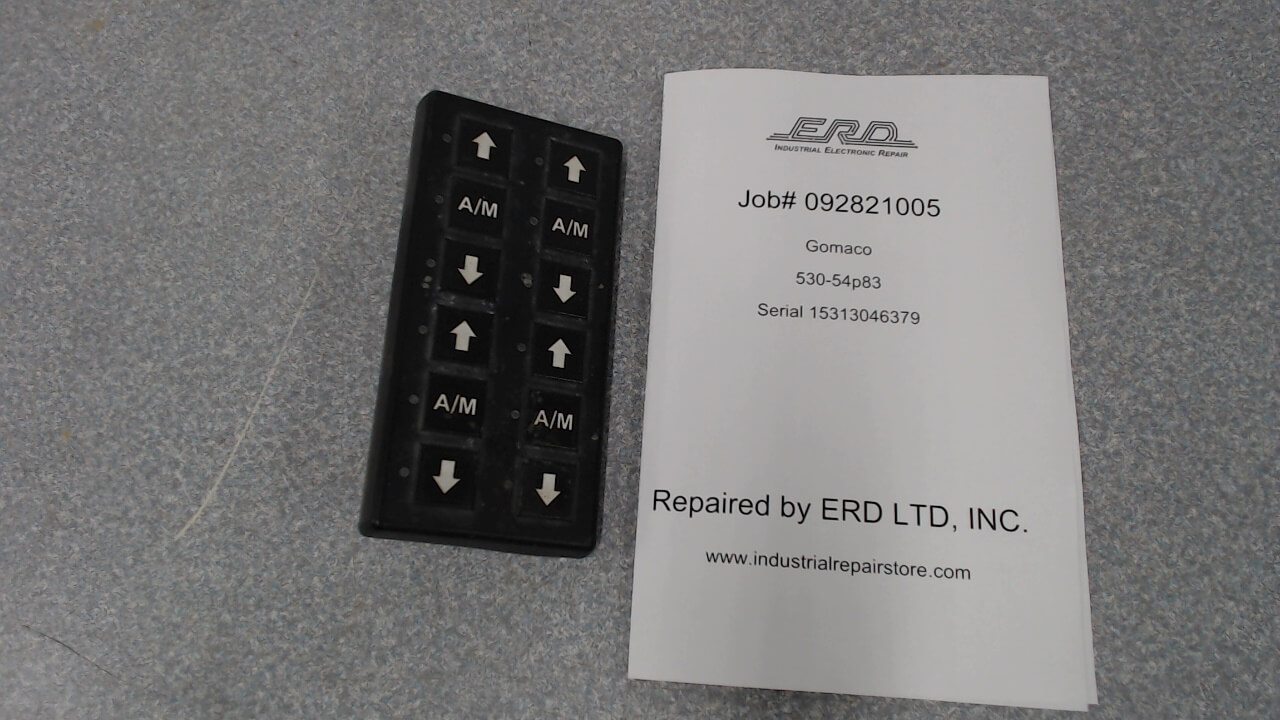 A/M
A/M
A/M
A/M
ERD
INDUSTRIAL ELECTRONIC REPAIR
Job# 092821005
Gomaco
530-54p83
Serial 15313046379
Repaired by ERD LTD, INC.
www.industrialrepairstore.com